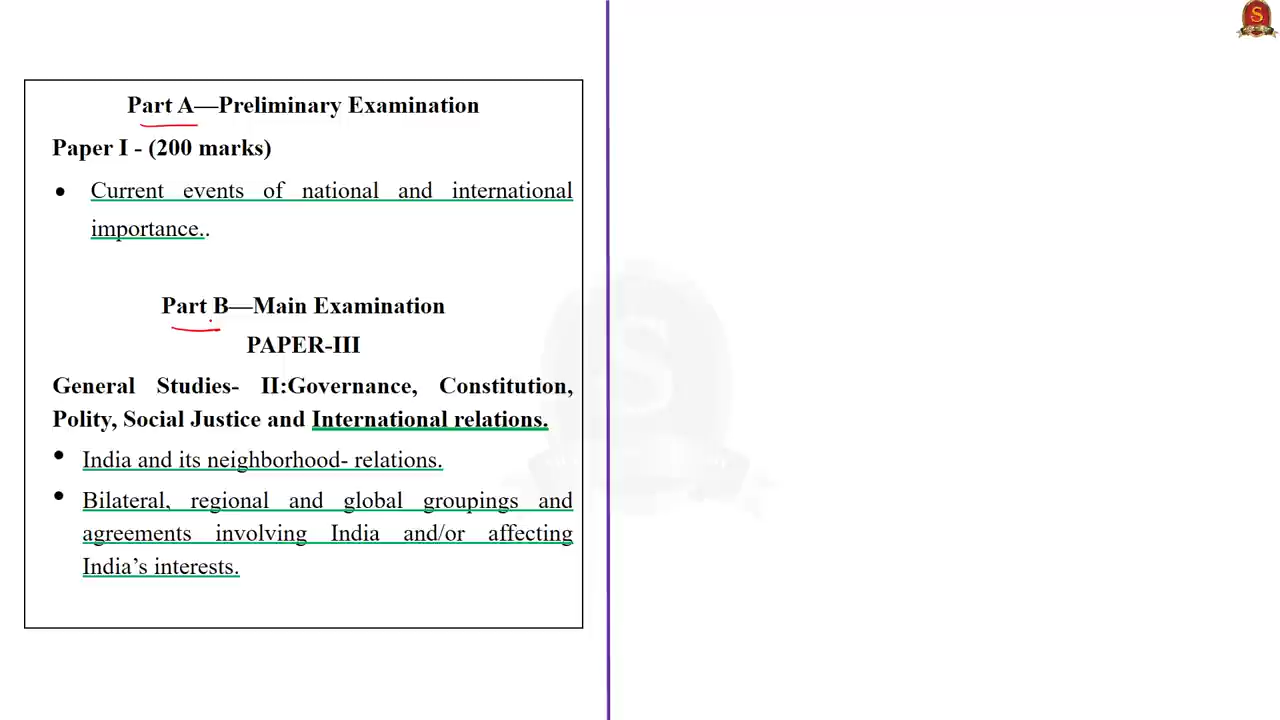 Part A—Preliminary Examination
Paper I - (200 marks)
• Current events of national and international
importance..
Part B—Main Examination
PAPER-III
General Studies- II:Governance, Constitution,
Polity, Social Justice and International relations.
• India and its neighborhood- relations.
• Bilateral, regional and global groupings and
agreements involving India and/or affecting
India’s interests.
S